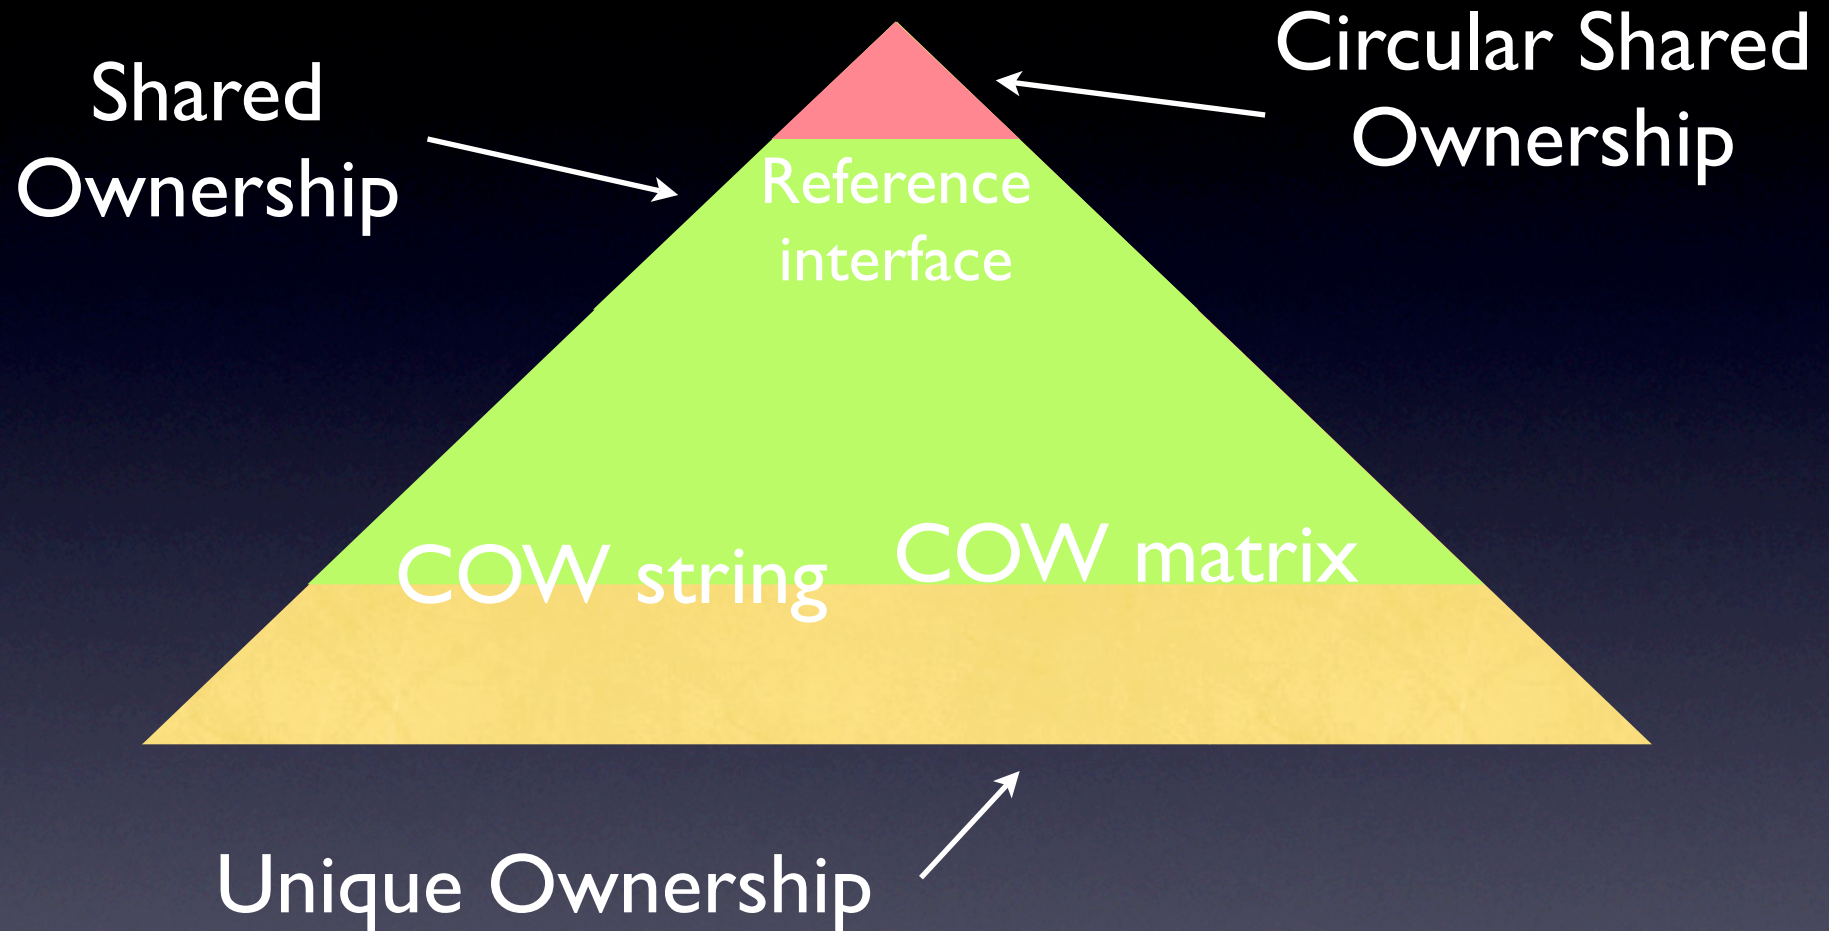 Circular Shared
Ownership
Shared
Ownership
Reference
interface
COW string
COW matrix
Unique Ownership